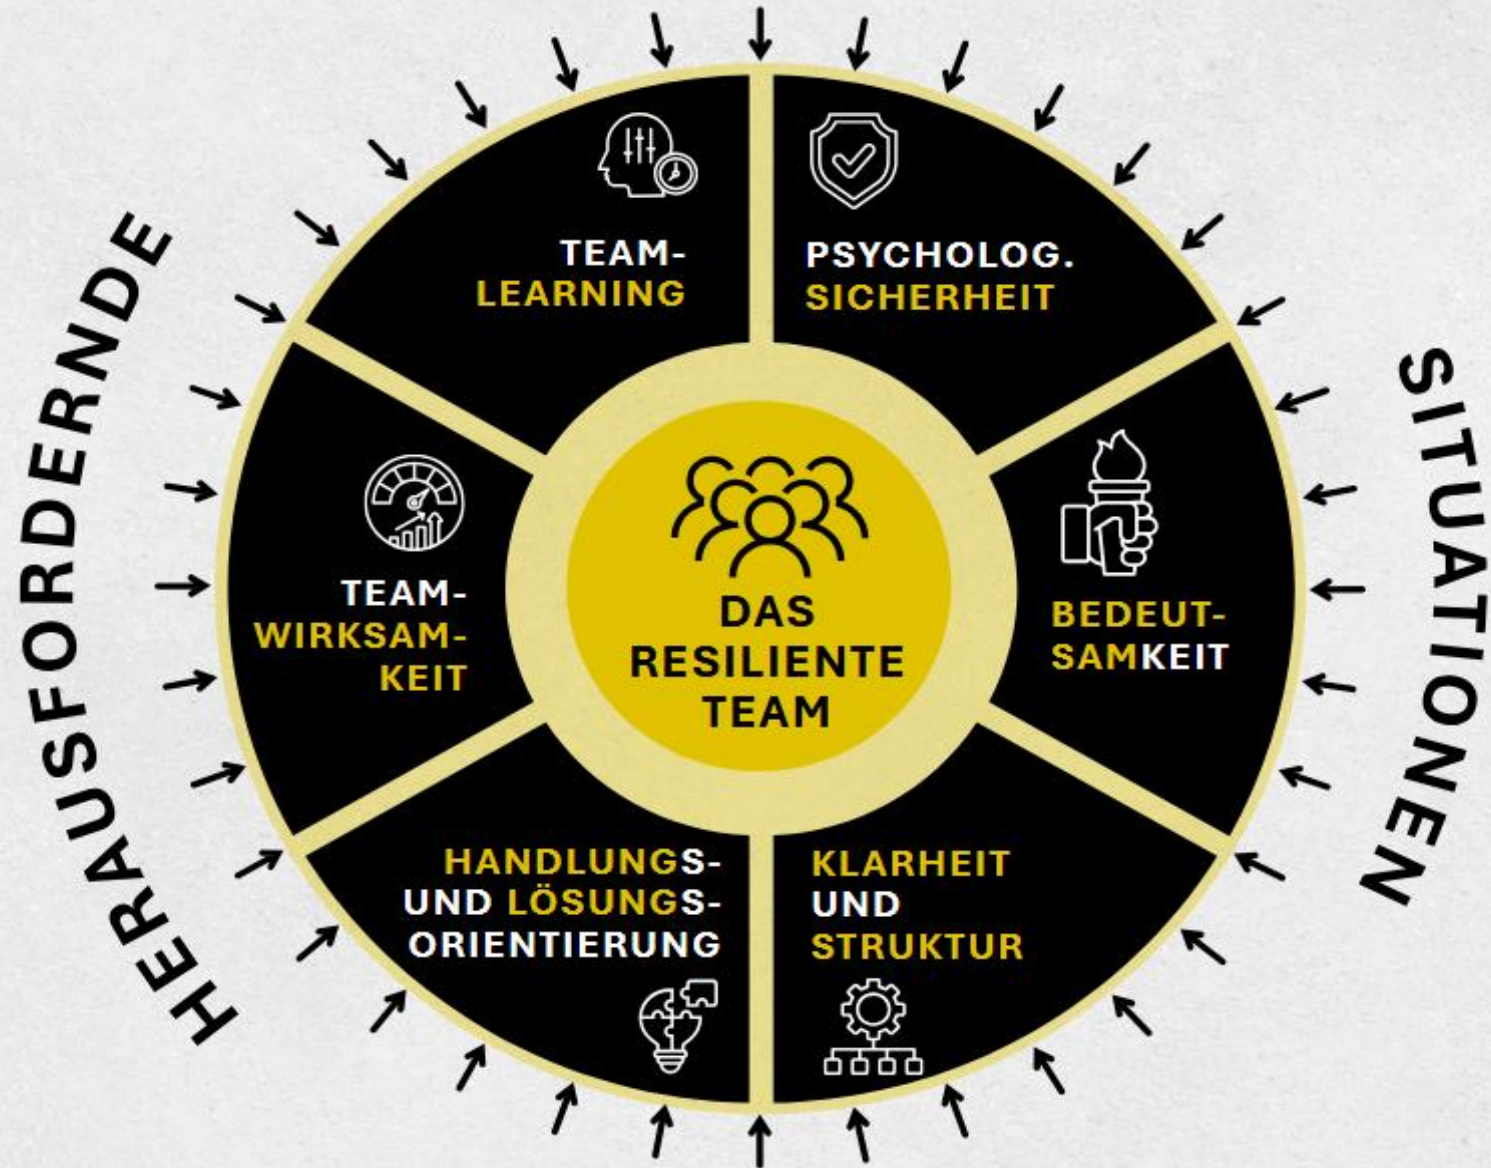 HERAUSFORDERNDE
SITUATIONEN
TEAM-
LEARNING
PSYCHOLOG.
SICHERHEIT
TEAM-
WIRKSAM-
KEIT
DAS
RESILIENTE
TEAM
BEDEUT-
SAMKEIT
HANDLUNGS-
UND LÖSUNGS-
ORIENTIERUNG
KLARHEIT
UND
STRUKTUR